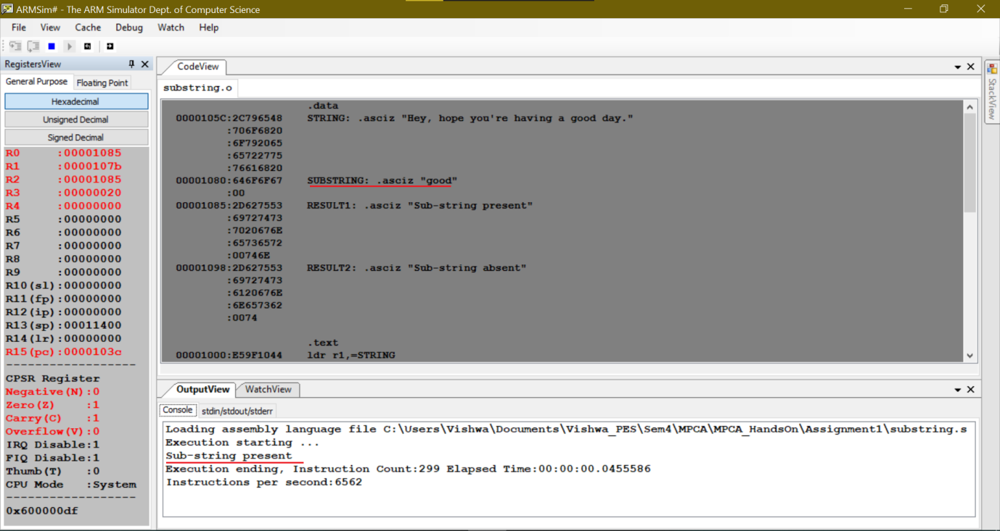 ARMSim# - The ARM Simulator Dept. of Computer Science
File View Cache Debug Watch Help
RegistersView
General Purpose Floating Point
Hexadecimal
Unsigned Decimal
Signed Decimal
R0 :00001085
R1 :0000107b
R2 :00001085
R3 :00000020
R4 :00000000
R5 :00000000
R6 :00000000
R7 :00000000
R8 :00000000
R9 :00000000
R10(sl):00000000
R11(fp):00000000
R12(ip):00000000
R13(sp):00011400
R14(lr):00000000
R15(pc):0000103c
--------------------
CPSR Register
Negative(N):0
Zero(Z) :1
Carry(C) :1
Overflow(V):0
IRQ Disable:1
FIQ Disable:1
Thumb(T) :0
CPU Mode :System
--------------------
0x600000df
CodeView
substring.o
.data
0000105C:2C796548 STRING: .asciz "Hey, hope you're having a good day."
:706F6820
:6F792065
:65722775
:76616820
00001080:646F6F67 SUBSTRING: .asciz "good"
:00
00001085:2D627553 RESULT1: .asciz "Sub-string present"
:69727473
:7020676E
:65736572
:00746E
00001098:2D627553 RESULT2: .asciz "Sub-string absent"
:69727473
:6120676E
:6E657362
:0074
.text
00001000:E59F1044 ldr r1,=STRING
OutputView WatchView
Console stdin/stdout/stderr
Loading assembly language file C:\Users\Vishwa\Documents\Vishwa_PES\Sem4\MPCA\MPCA_HandsOn\Assignment1\substring.s
Execution starting ...
Sub-string present
Execution ending, Instruction Count:299 Elapsed Time:00:00:00.0455586
Instructions per second:6562
StackView